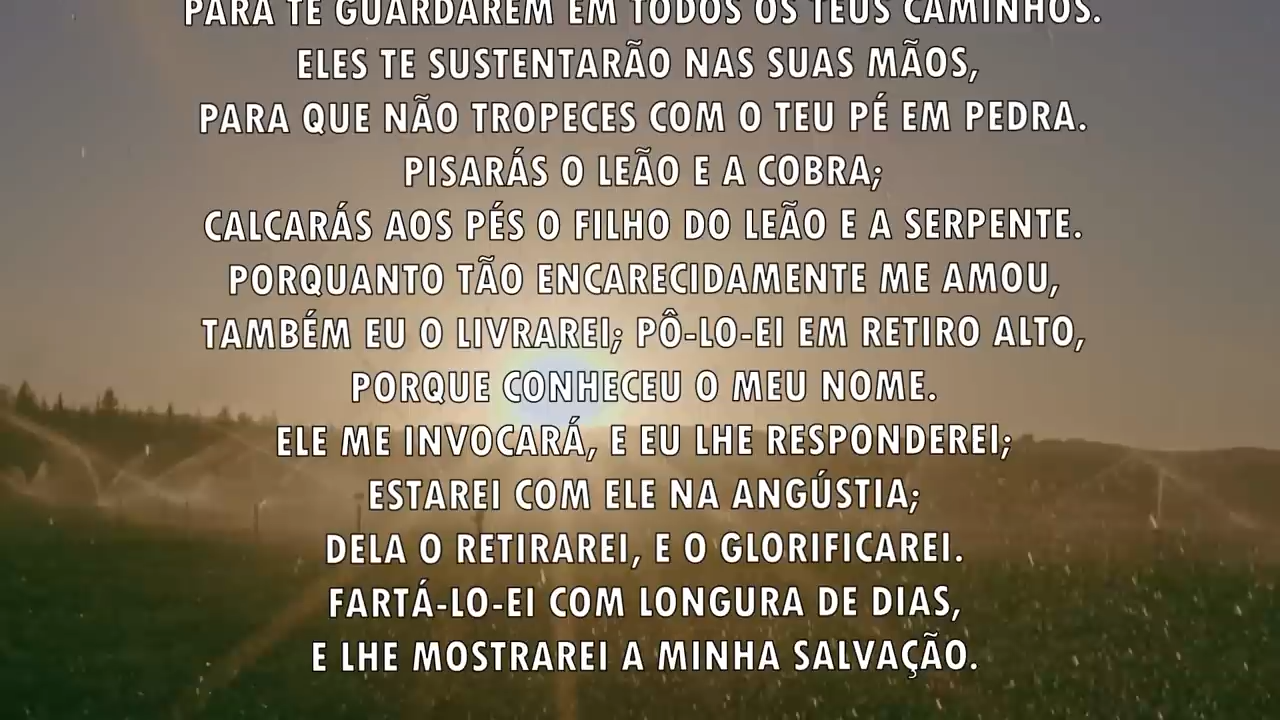 PARA TE GUARDAREM EM TODOS OS TEUS CAMINHOS.
ELES TE SUSTENTARÃO NAS SUAS MÃOS,
PARA QUE NÃO TROPECES COM O TEU PÉ EM PEDRA.
PISARÁS O LEÃO E A COBRA;
CALCARÁS AOS PÉS O FILHO DO LEÃO E A SERPENTE.
PORQUANTO TÃO ENCARECIDAMENTE ME AMOU,
TAMBÉM EU O LIVRAREI; PÔ-LO-EI EM RETIRO ALTO,
PORQUE CONHECEU O MEU NOME.
ELE ME INVOCARÁ, E EU LHE RESPONDEREI;
ESTAREI COM ELE NA ANGÚSTIA;
DELA O RETIRAREI, E O GLORIFICAREI.
FARTÁ-LO-EI COM LONGURA DE DIAS,
E LHE MOSTRAREI A MINHA SALVAÇÃO.